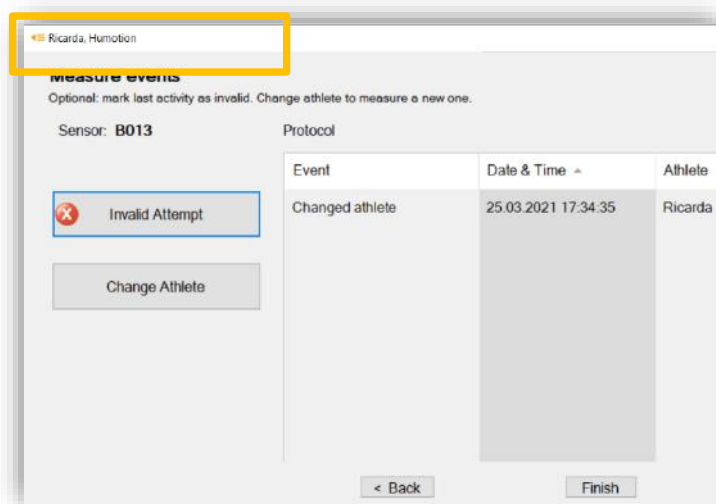 Ricarda, Humotion
Measure events
Optional: mark last activity as invalid. Change athlete to measure a new one.
Sensor: B013
Protocol
Event
Date & Time
Athlete
Invalid Attempt
Changed athlete
25.03.2021 17:34:35
Ricarda
Change Athlete
< Back
Finish